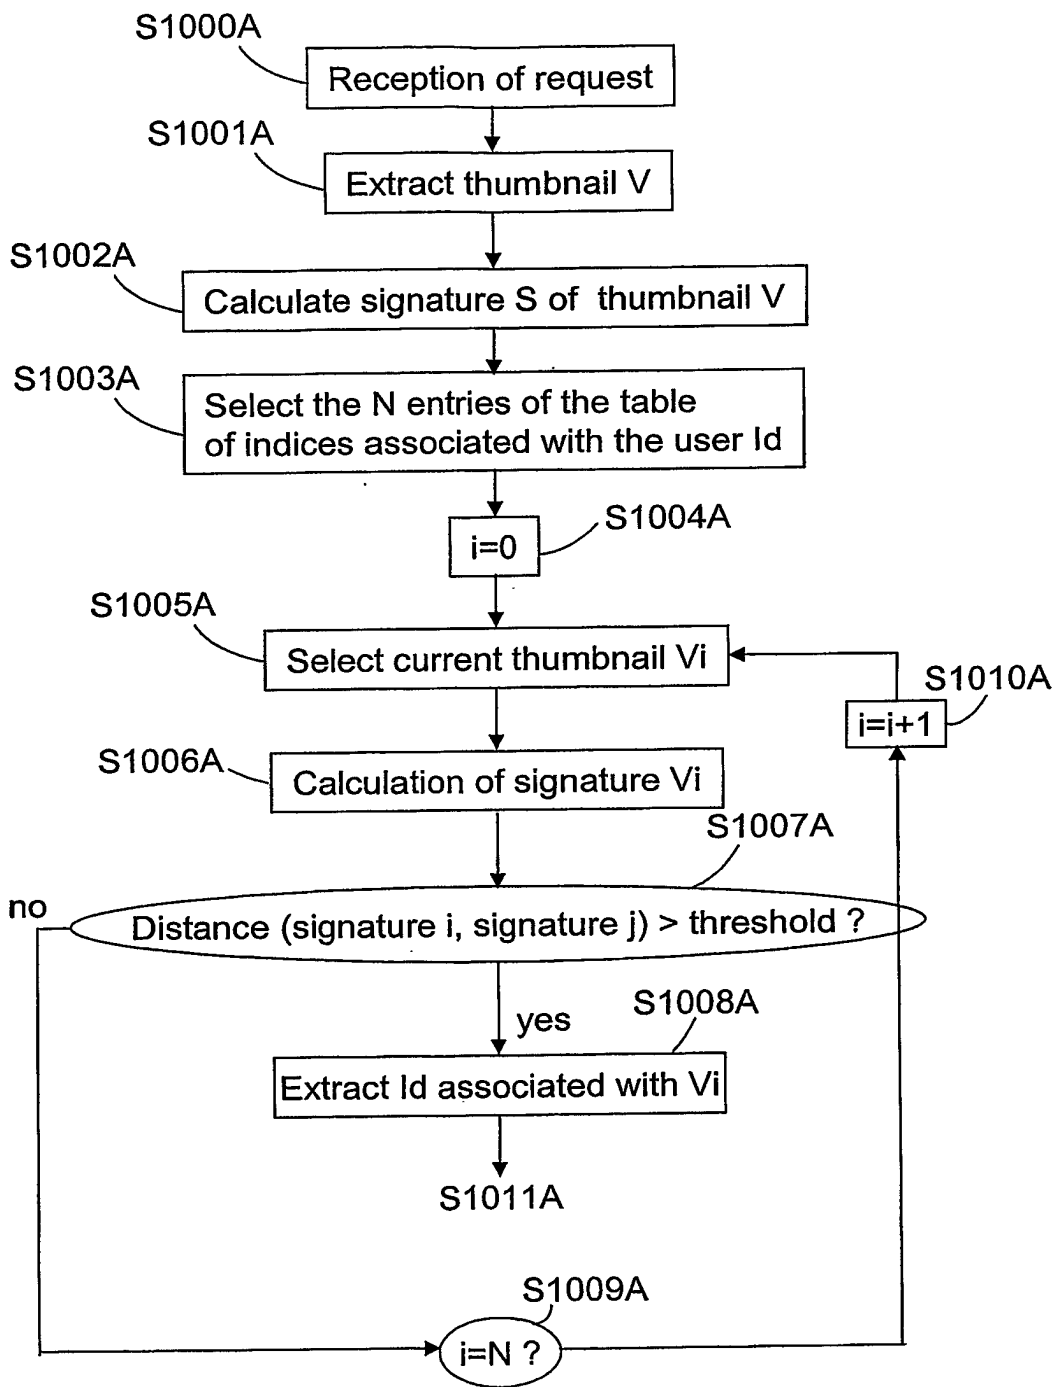 S1000A
Reception of request
S1001A
Extract thumbnail V
S1002A
Calculate signature S of thumbnail V
S1003A
Select the N entries of the table
of indices associated with the user Id
i=0
S1004A
S1005A
Select current thumbnail Vi
S1010A
i=i+1
S1006A
Calculation of signature Vi
S1007A
no
Distance (signature i, signature j) > threshold ?
yes
S1008A
Extract Id associated with Vi
S1011A
S1009A
i=N ?